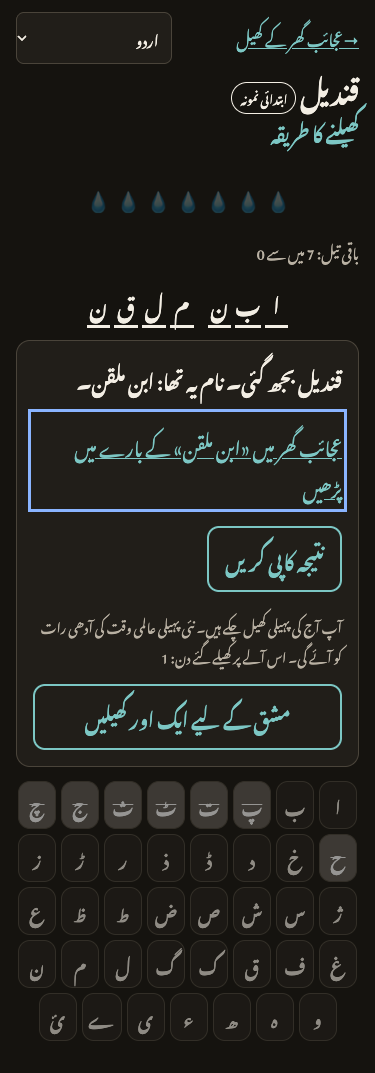 → عجائب گھر کے کھیل
اردو
قندیل ابتدائی نمونہ
کھیلنے کا طریقہ
باقی تیل: 7 میں سے 0
ا ب ن م ل ق ن
قندیل بجھ گئی۔ نام یہ تھا: ابن ملقن۔
عجائب گھر میں «ابن ملقن» کے بارے میں
پڑھیں
نتیجہ کاپی کریں
آپ آج کی پہیلی کھیل چکے ہیں۔ نئی پہیلی عالمی وقت کی آدھی رات
کو آئے گی۔ اس آلے پر کھیلے گئے دن: 1
مشق کے لیے ایک اور کھیلیں
ا ب پ ت ٹ ث ج چ
ح خ د ڈ ذ ر ڑ ز
ژ س ش ص ض ط ظ ع
غ ف ق ک گ ل م ن
و ہ ھ ء ی ے ئ